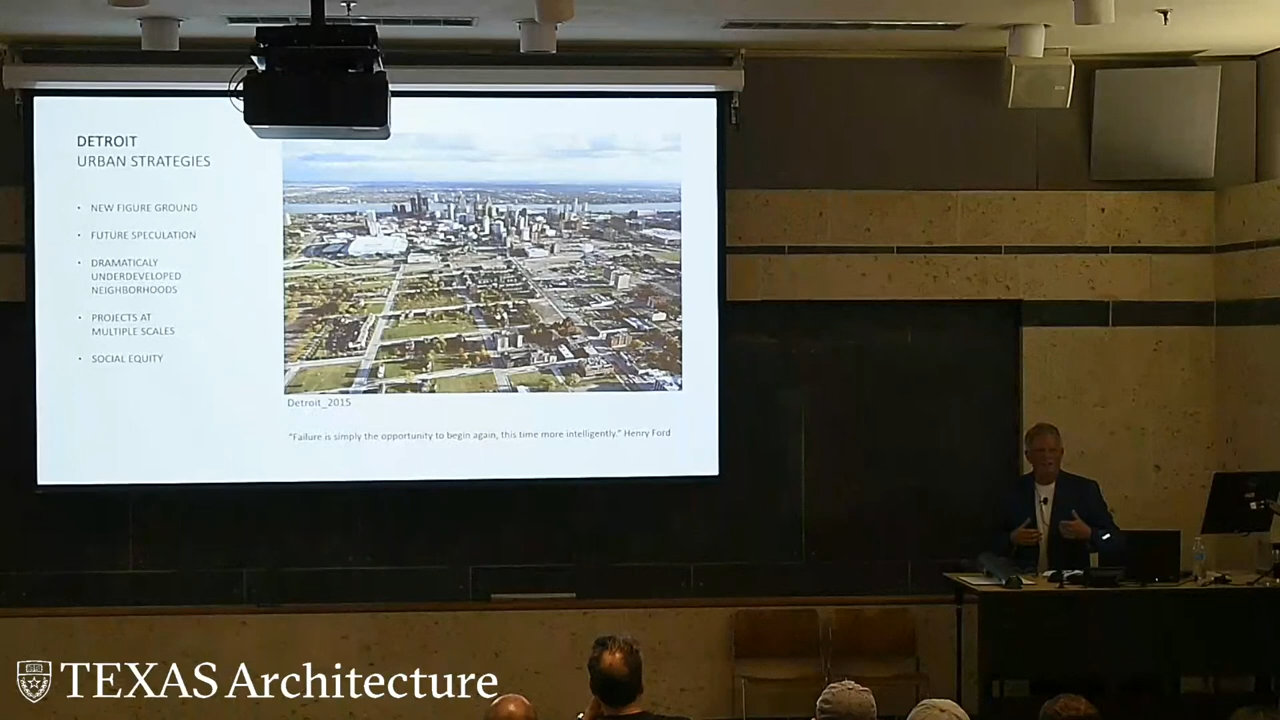 DETROIT
URBAN STRATEGIES
• NEW FIGURE GROUND
• FUTURE SPECULATION
• DRAMATICALY
UNDERDEVELOPED
NEIGHBORHOODS
• PROJECTS AT
MULTIPLE SCALES
• SOCIAL EQUITY
Detroit_2015
"Failure is simply the opportunity to begin again, this time more intelligently." Henry Ford
TEXAS Architecture